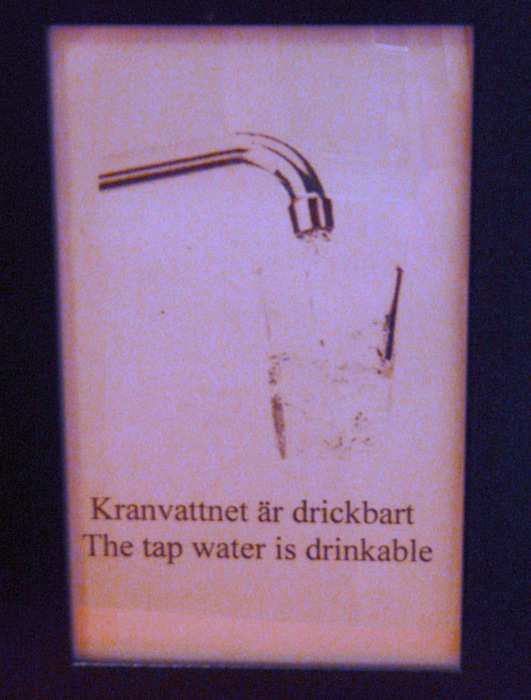 Kranvattnet är drickbart
The tap water is drinkable